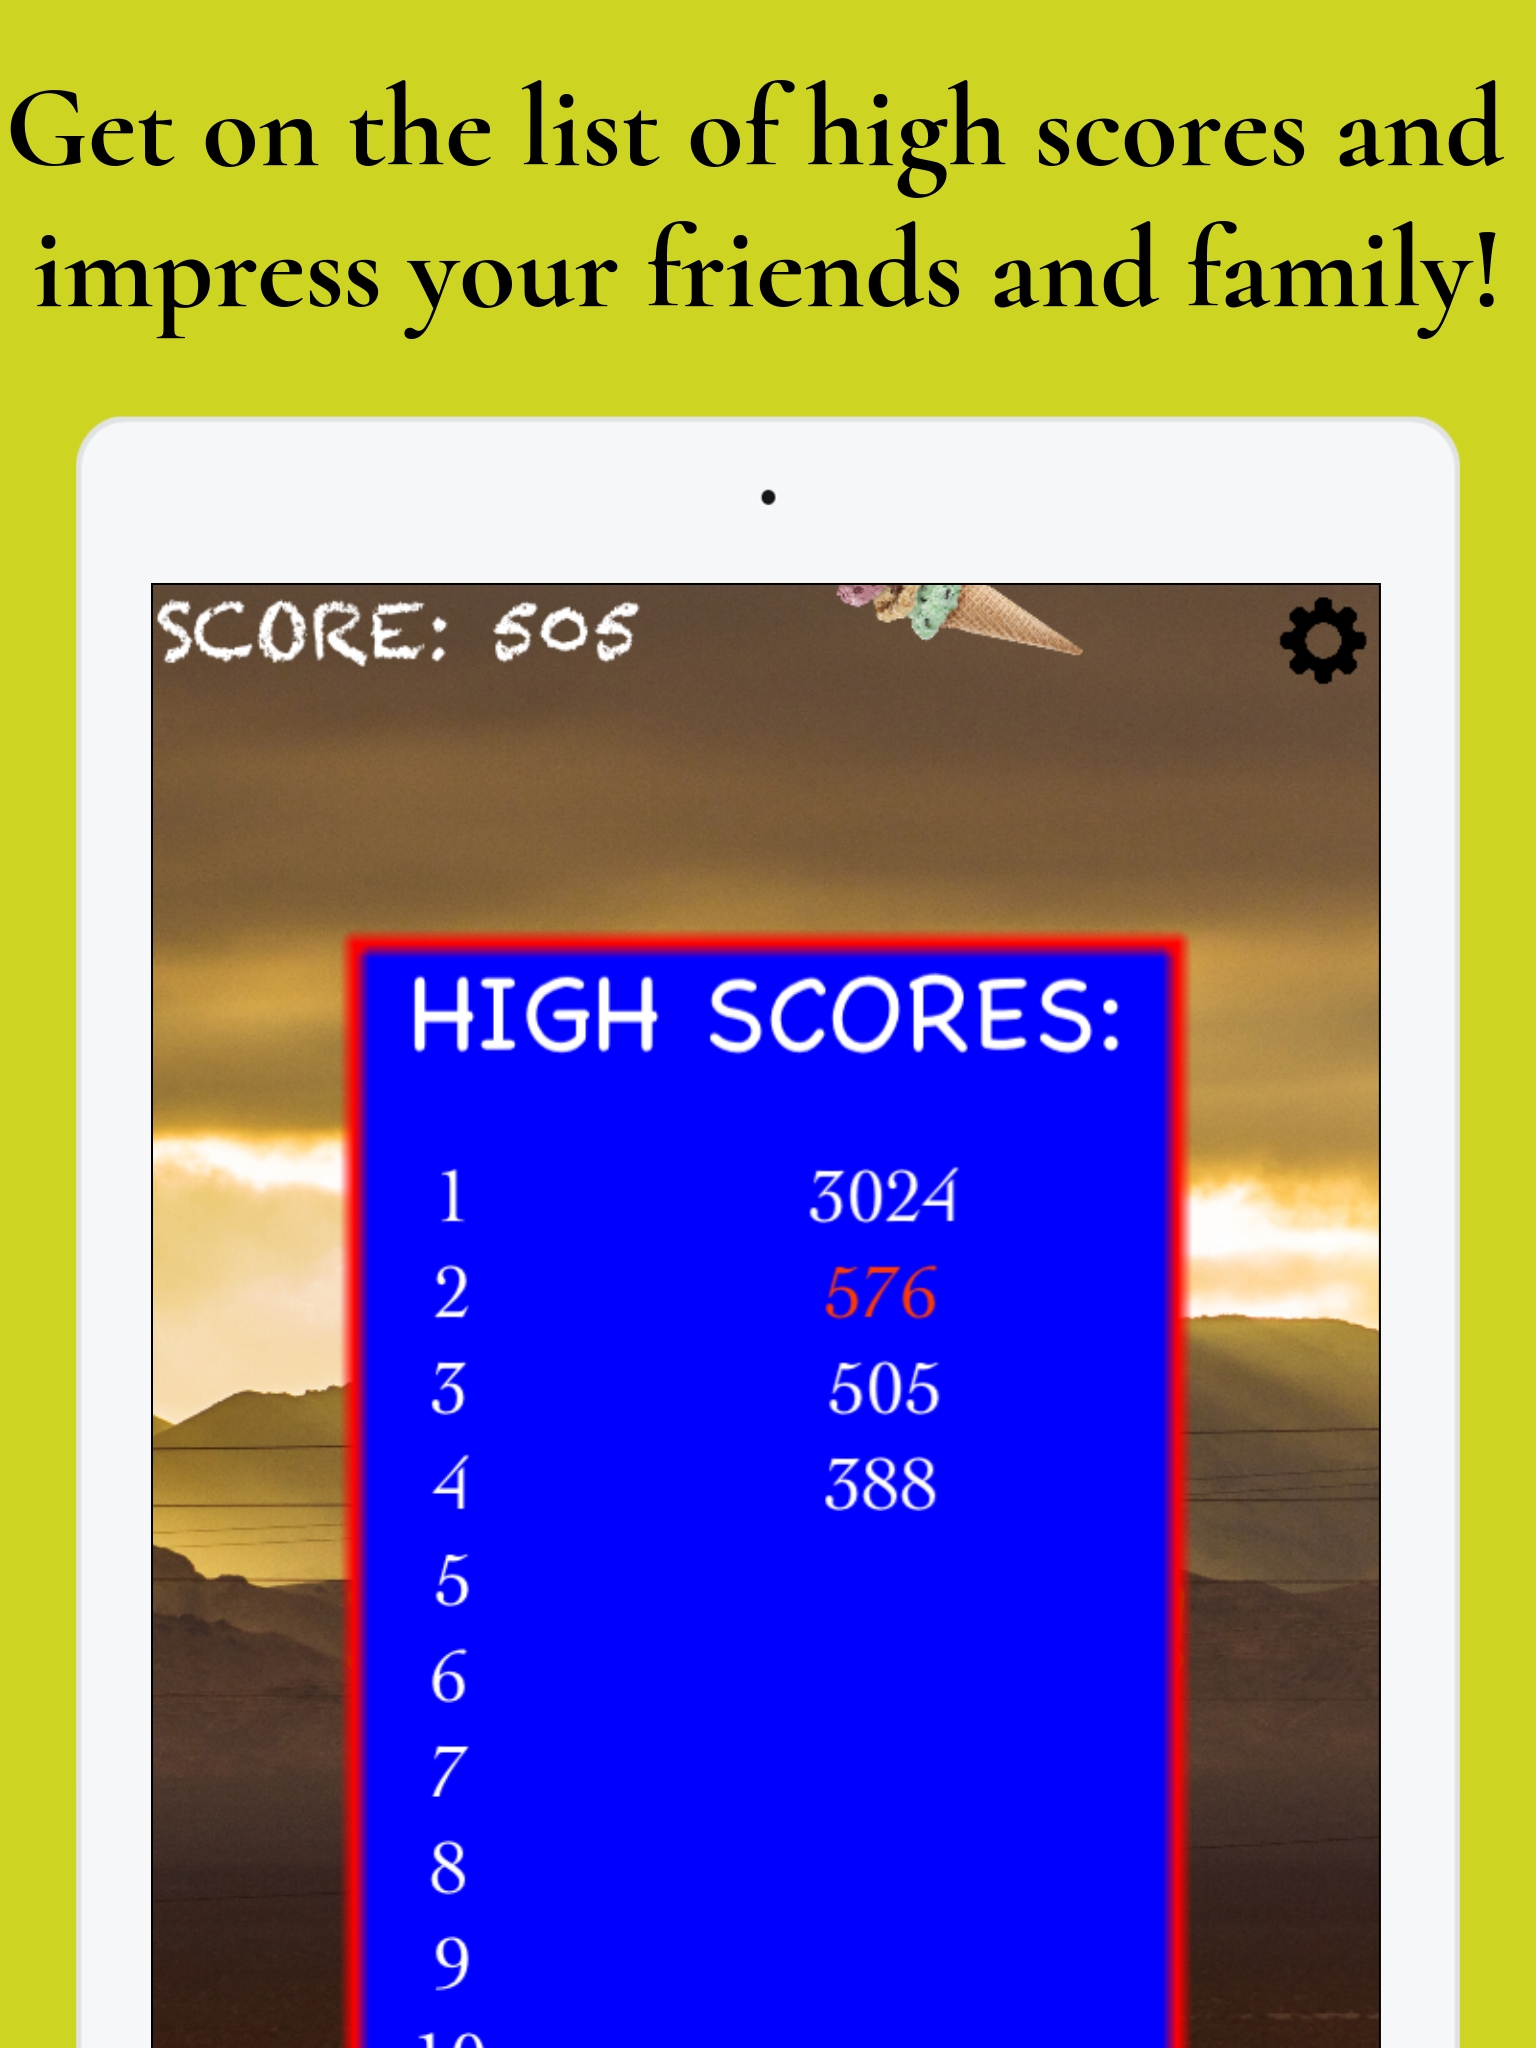 Get on the list of high scores and
impress your friends and family!
SCORE: 505
HIGH SCORES:
1 3024
2 576
3 505
4 388
5
6
7
8
9
10